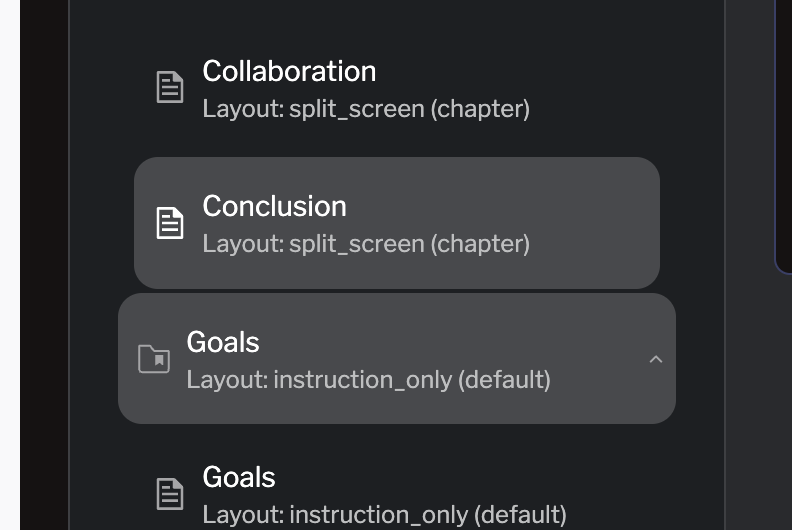 Collaboration
Layout: split_screen (chapter)
Conclusion
Layout: split_screen (chapter)
Goals
Layout: instruction_only (default)
Goals
Layout: instruction_only (default)